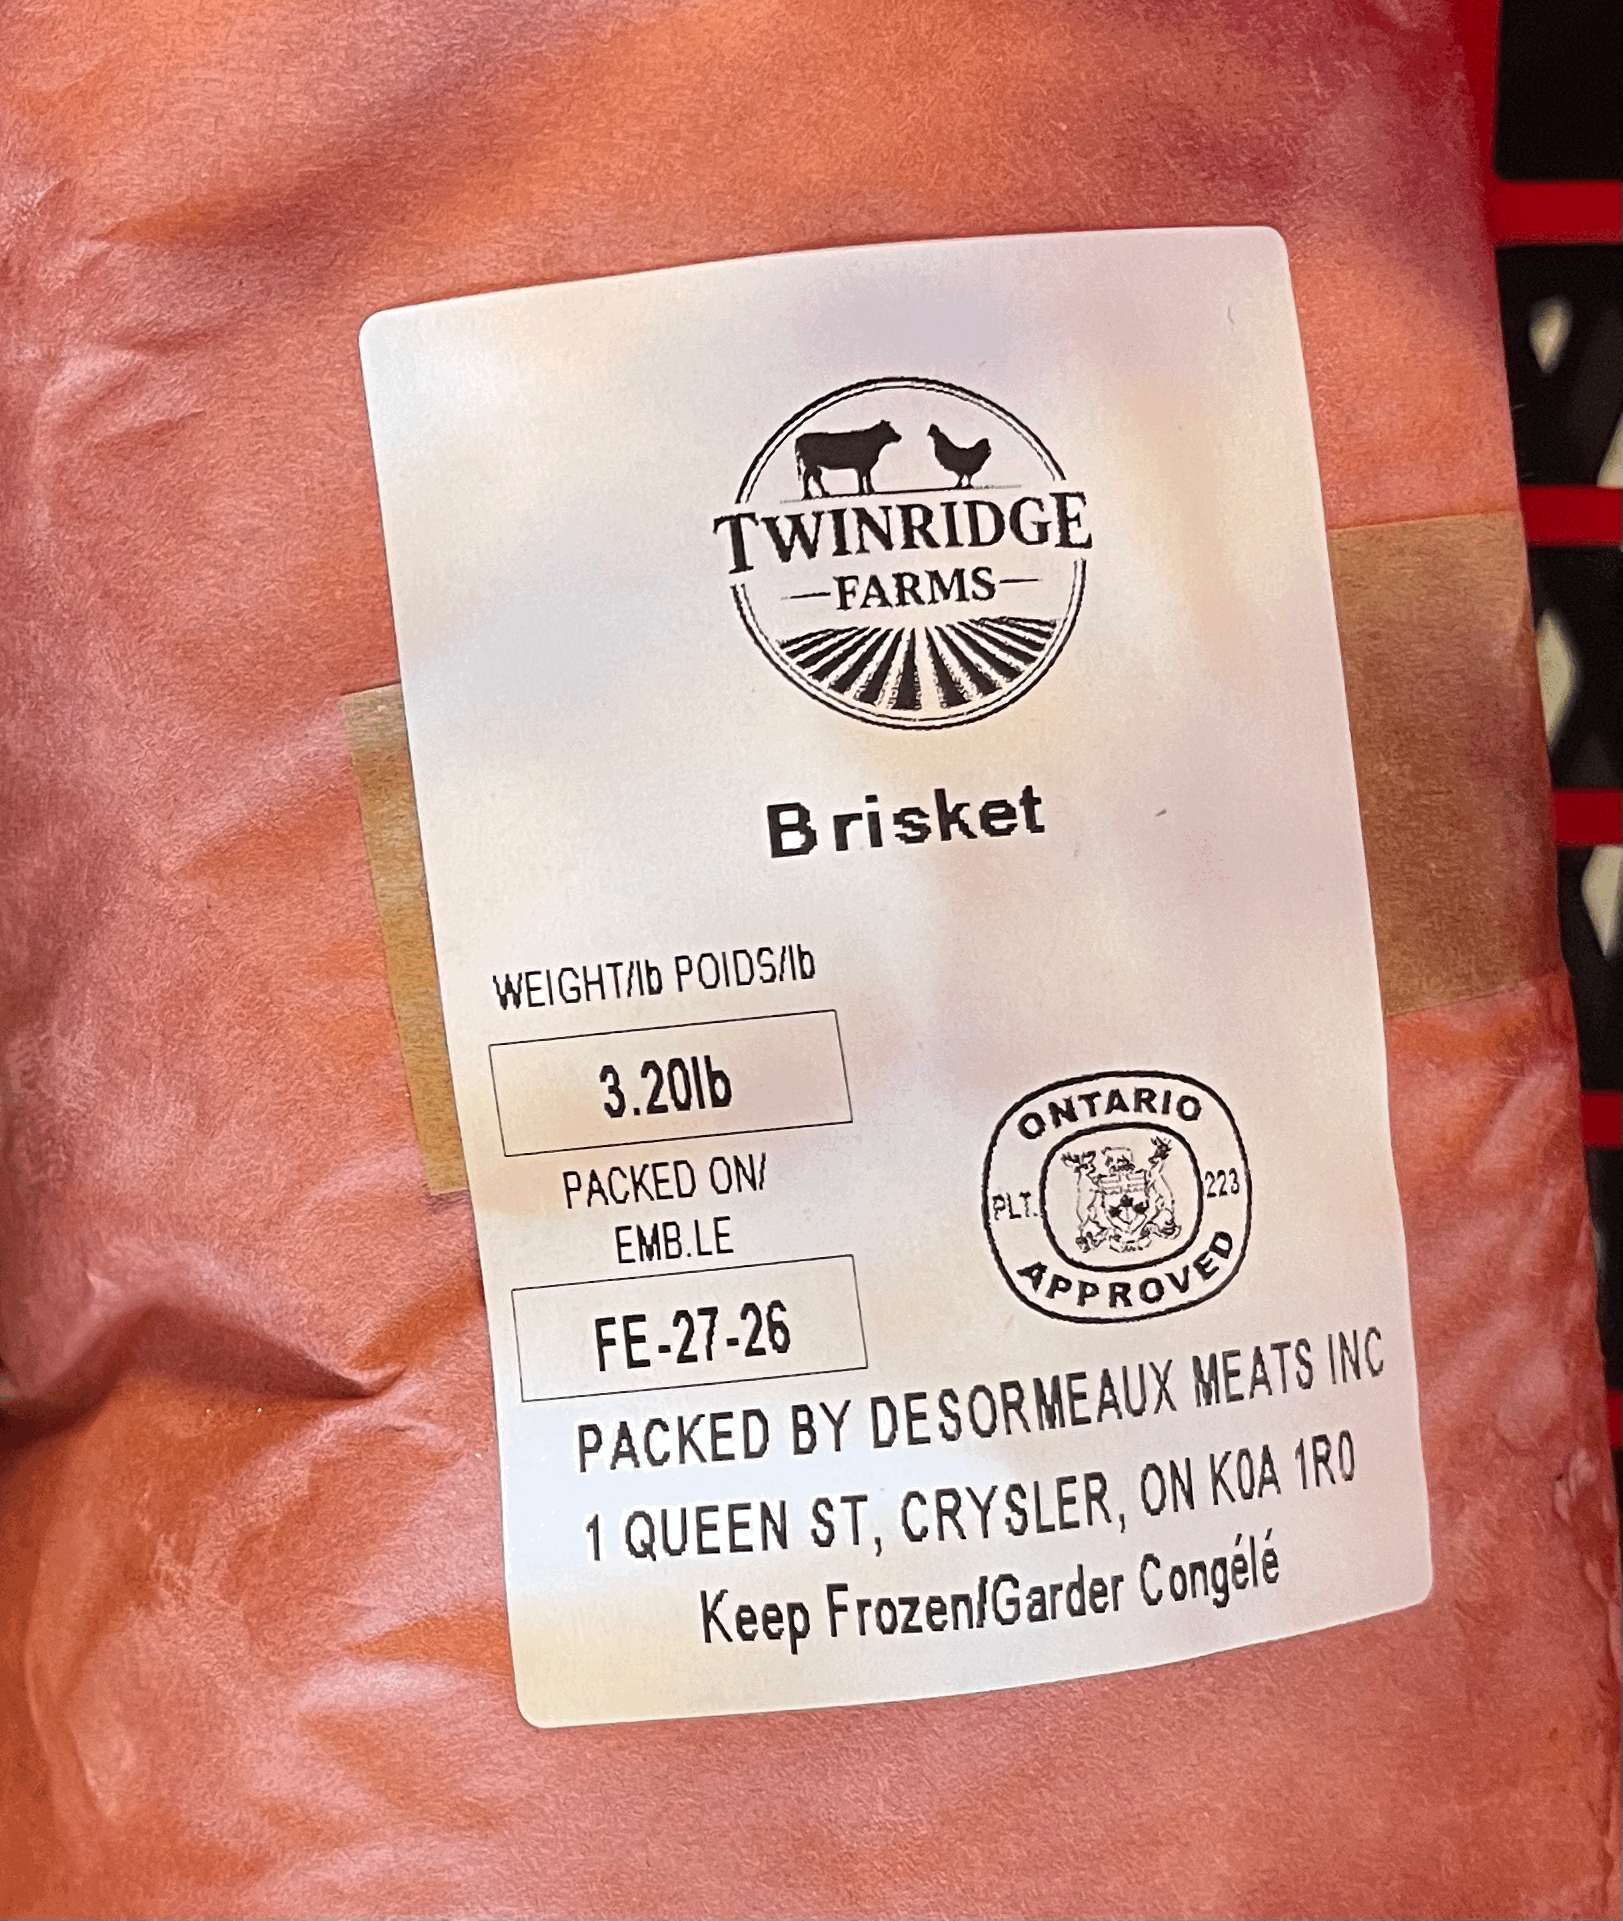 TWINRIDGE
FARMS
Brisket
WEIGHT/lb POIDS/lb
3.20lb
PACKED ON/
EMB.LE
FE-27-26
ONTARIO
PLT. 223
APPROVED
PACKED BY DESORMEAUX MEATS INC
1 QUEEN ST, CRYSLER, ON K0A 1R0
Keep Frozen/Garder Congélé